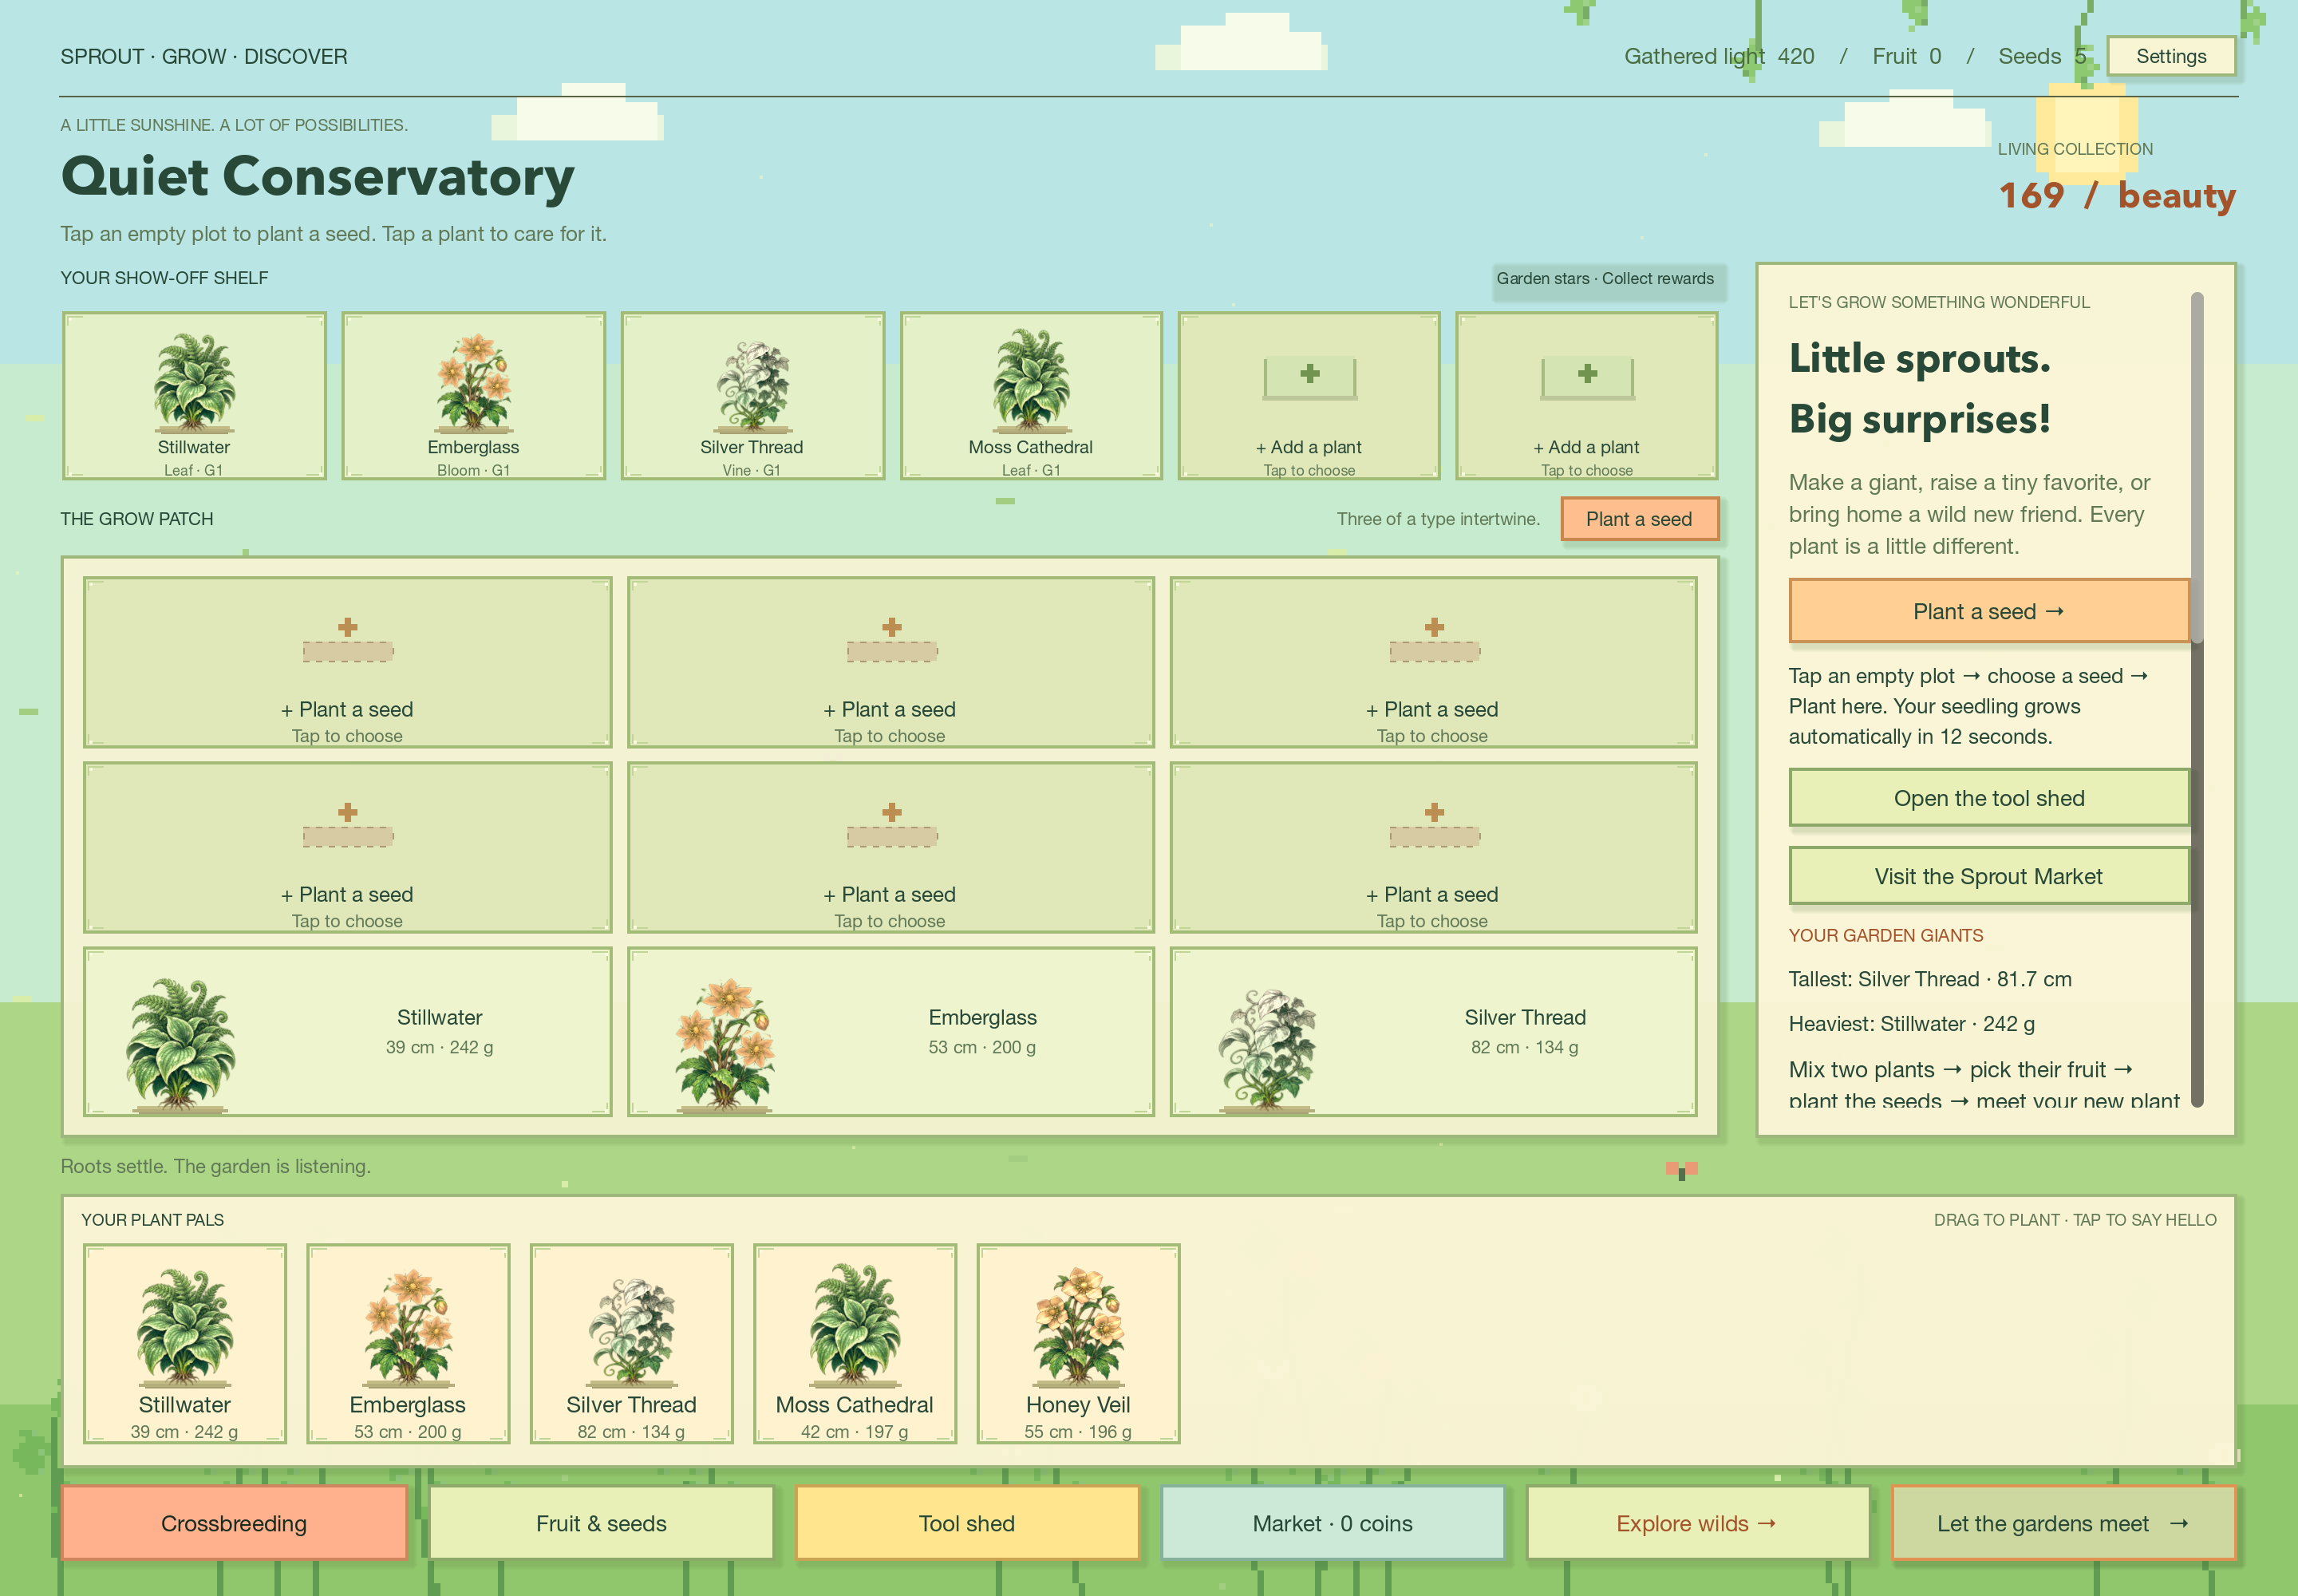 SPROUT · GROW · DISCOVER
Gathered light 420 / Fruit 0 / Seeds 5
Settings
A LITTLE SUNSHINE. A LOT OF POSSIBILITIES.
Quiet Conservatory
Tap an empty plot to plant a seed. Tap a plant to care for it.
LIVING COLLECTION
169 / beauty
YOUR SHOW-OFF SHELF
Garden stars · Collect rewards
Stillwater
Leaf · G1
Emberglass
Bloom · G1
Silver Thread
Vine · G1
Moss Cathedral
Leaf · G1
+ Add a plant
Tap to choose
+ Add a plant
Tap to choose
THE GROW PATCH
Three of a type intertwine.
Plant a seed
+ Plant a seed
Tap to choose
+ Plant a seed
Tap to choose
+ Plant a seed
Tap to choose
+ Plant a seed
Tap to choose
+ Plant a seed
Tap to choose
+ Plant a seed
Tap to choose
Stillwater
39 cm · 242 g
Emberglass
53 cm · 200 g
Silver Thread
82 cm · 134 g
LET'S GROW SOMETHING WONDERFUL
Little sprouts.
Big surprises!
Make a giant, raise a tiny favorite, or
bring home a wild new friend. Every
plant is a little different.
Plant a seed →
Tap an empty plot → choose a seed →
Plant here. Your seedling grows
automatically in 12 seconds.
Open the tool shed
Visit the Sprout Market
YOUR GARDEN GIANTS
Tallest: Silver Thread · 81.7 cm
Heaviest: Stillwater · 242 g
Mix two plants → pick their fruit →
plant the seeds → meet your new plant
Roots settle. The garden is listening.
YOUR PLANT PALS
DRAG TO PLANT · TAP TO SAY HELLO
Stillwater
39 cm · 242 g
Emberglass
53 cm · 200 g
Silver Thread
82 cm · 134 g
Moss Cathedral
42 cm · 197 g
Honey Veil
55 cm · 196 g
Crossbreeding
Fruit & seeds
Tool shed
Market · 0 coins
Explore wilds →
Let the gardens meet →